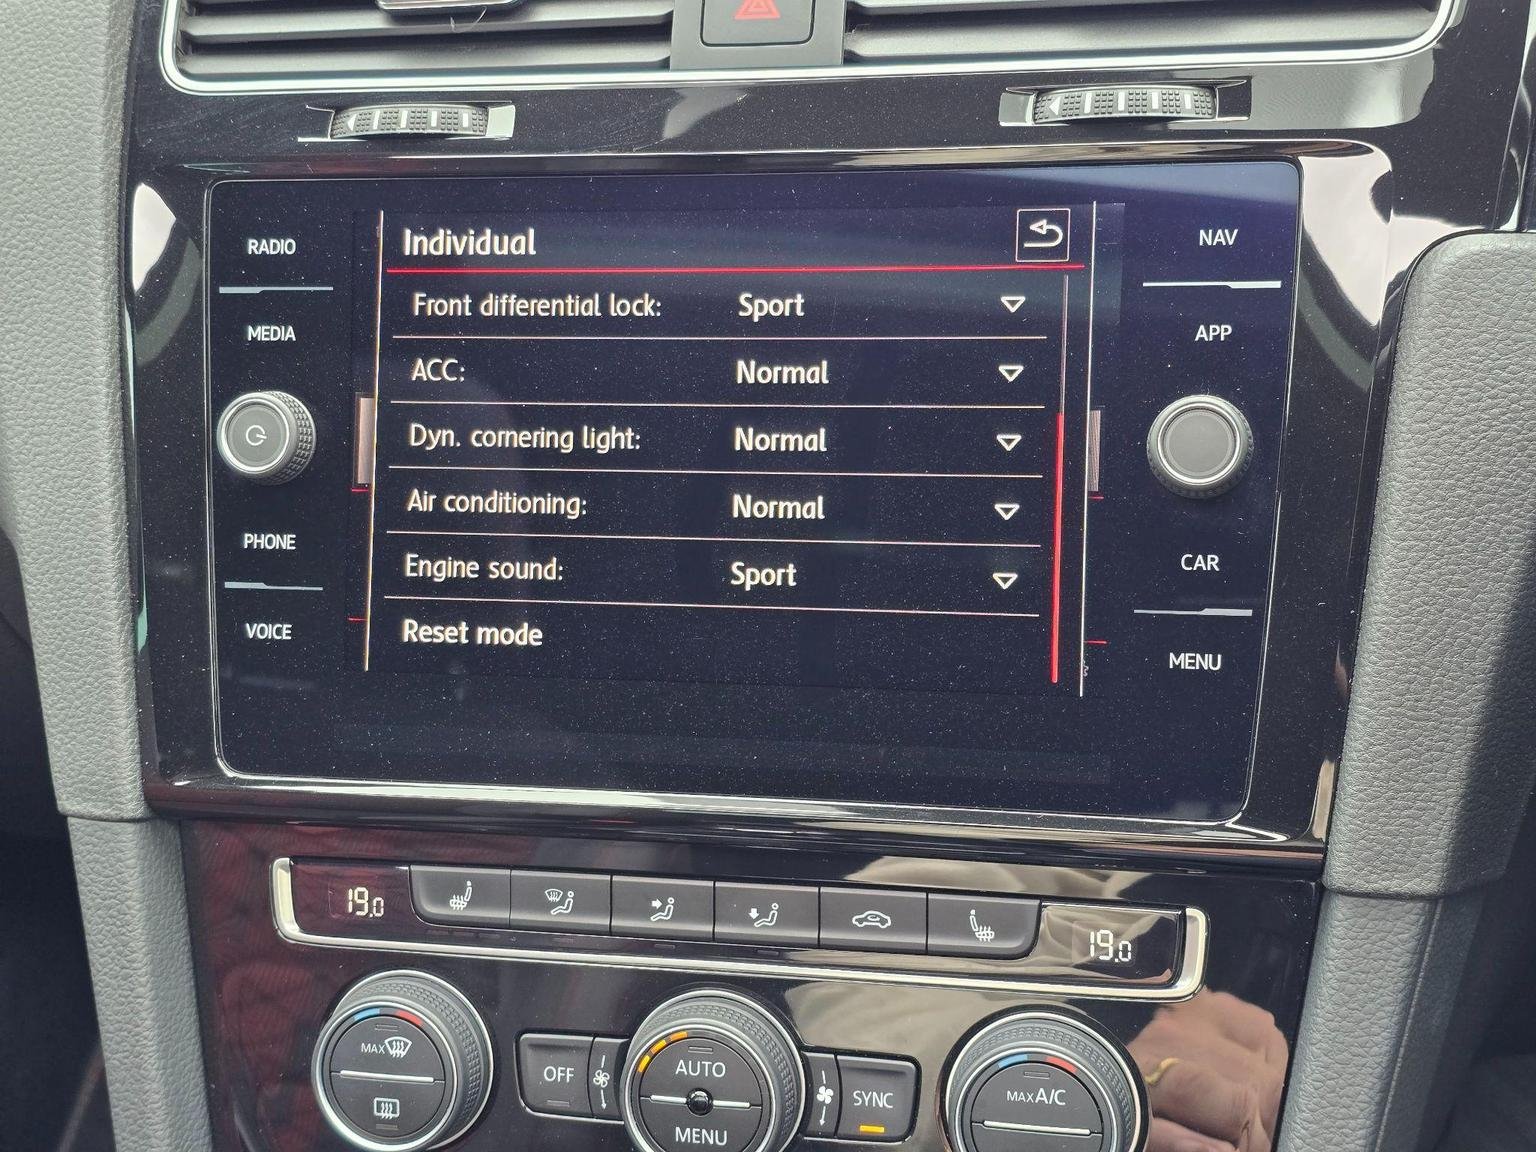 RADIO
MEDIA
PHONE
VOICE
Individual
Front differential lock: Sport
ACC: Normal
Dyn. cornering light: Normal
Air conditioning: Normal
Engine sound: Sport
Reset mode
NAV
APP
CAR
MENU
19.0
19.0
MAX
OFF
AUTO
MENU
SYNC
MAX A/C